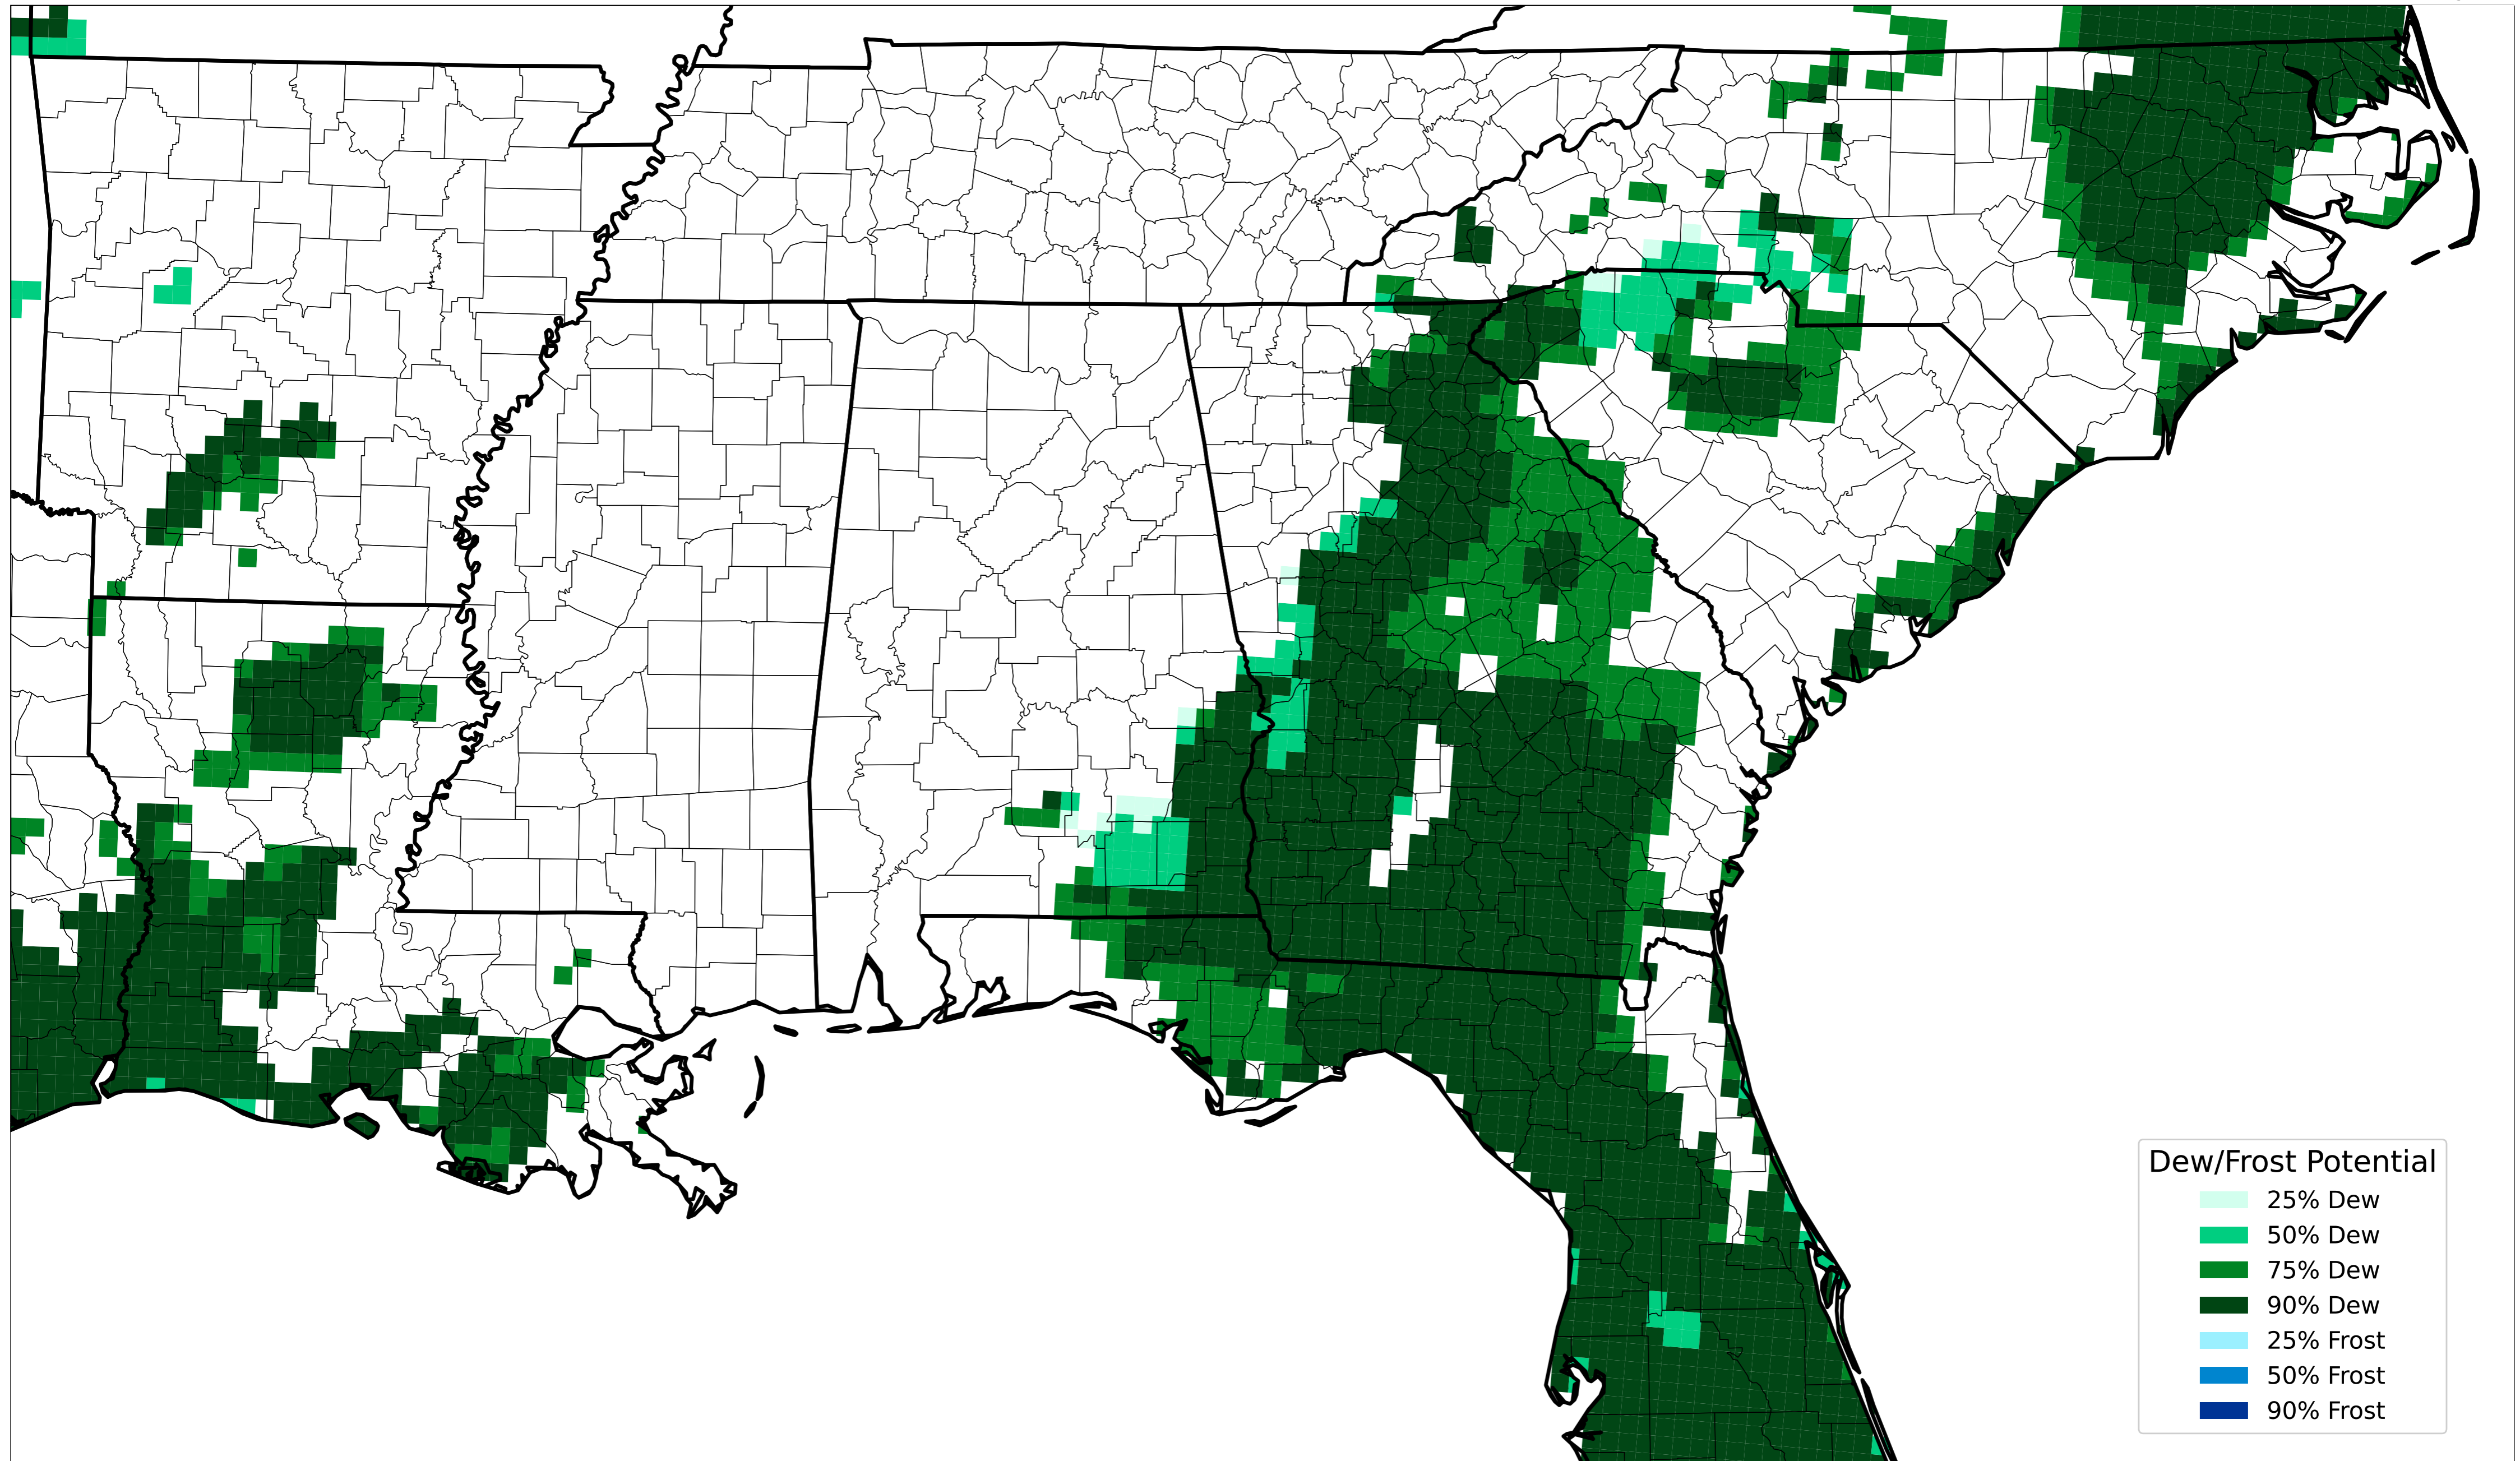 Dew/Frost Potential
25% Dew
50% Dew
75% Dew
90% Dew
25% Frost
50% Frost
90% Frost